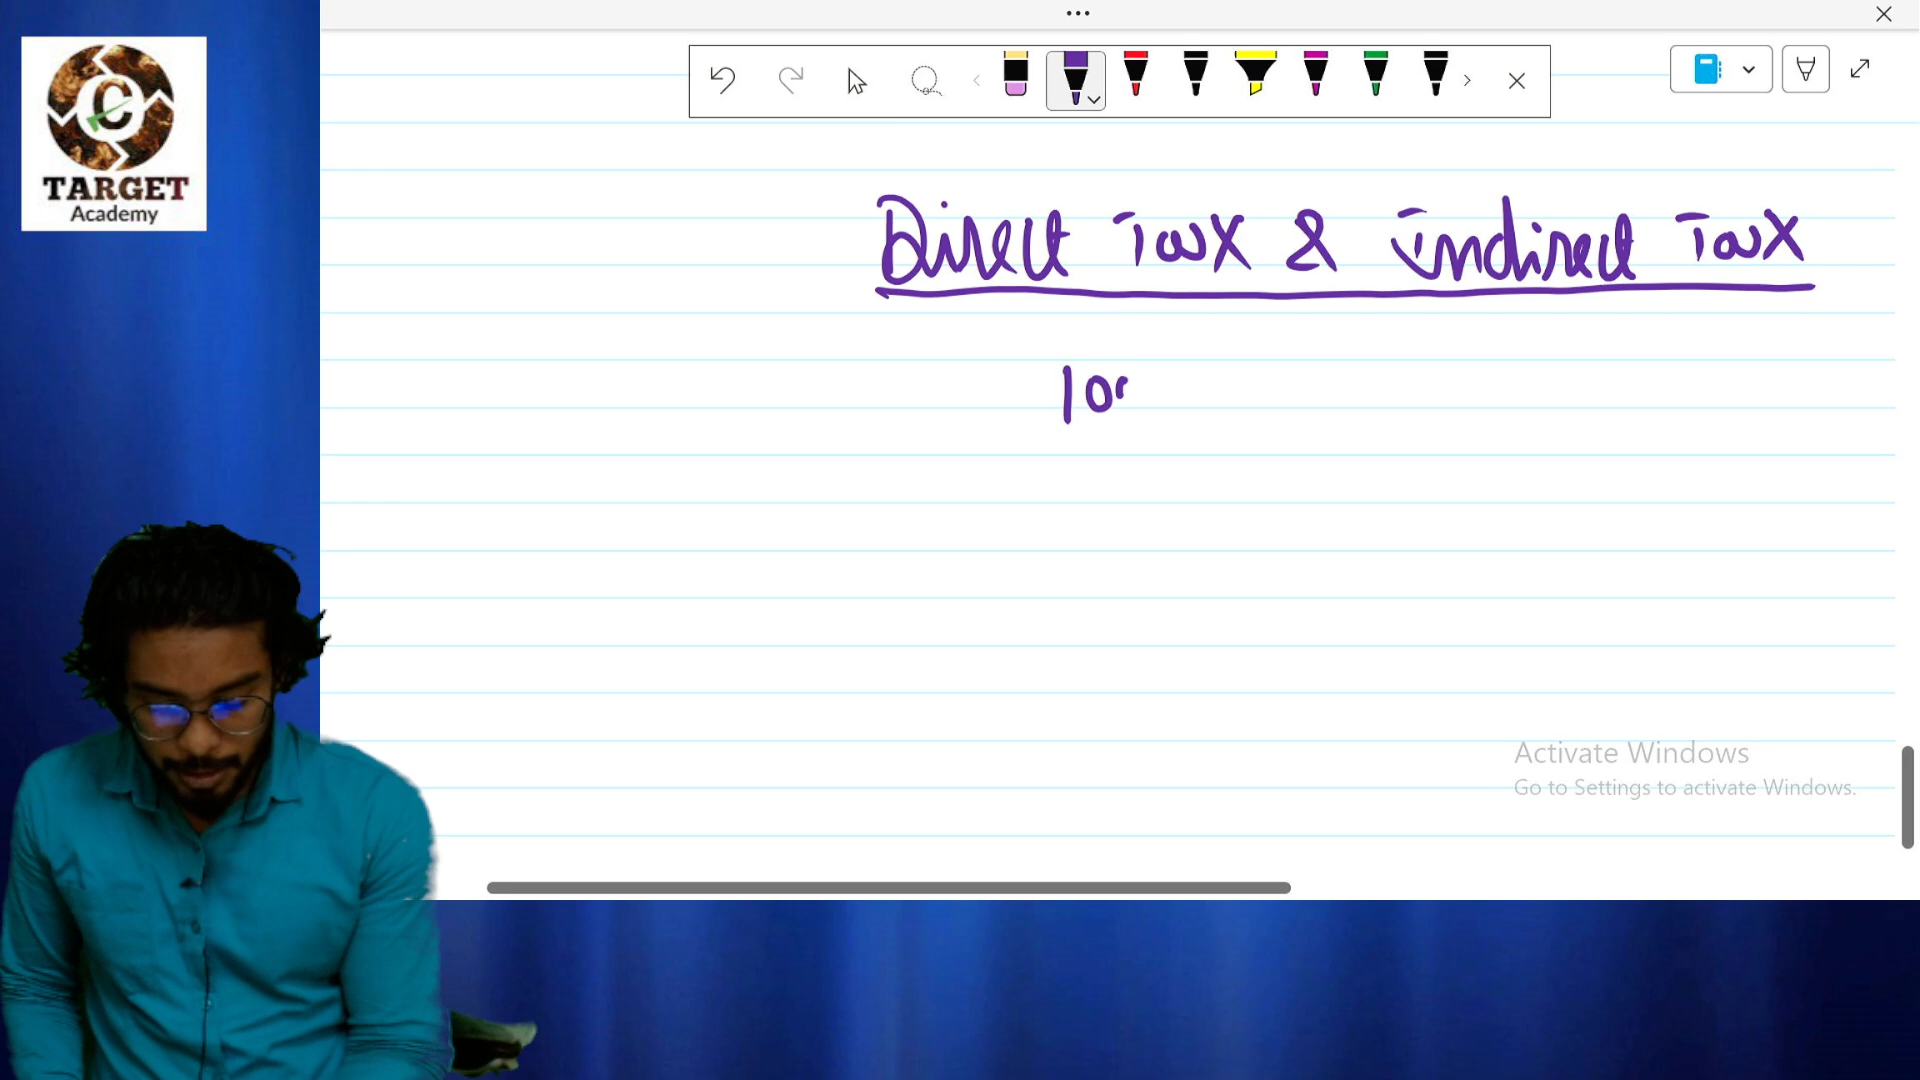 C
TARGET
Academy
Direct Tax & indirect Tax
10
Activate Windows
Go to Settings to activate Windows.